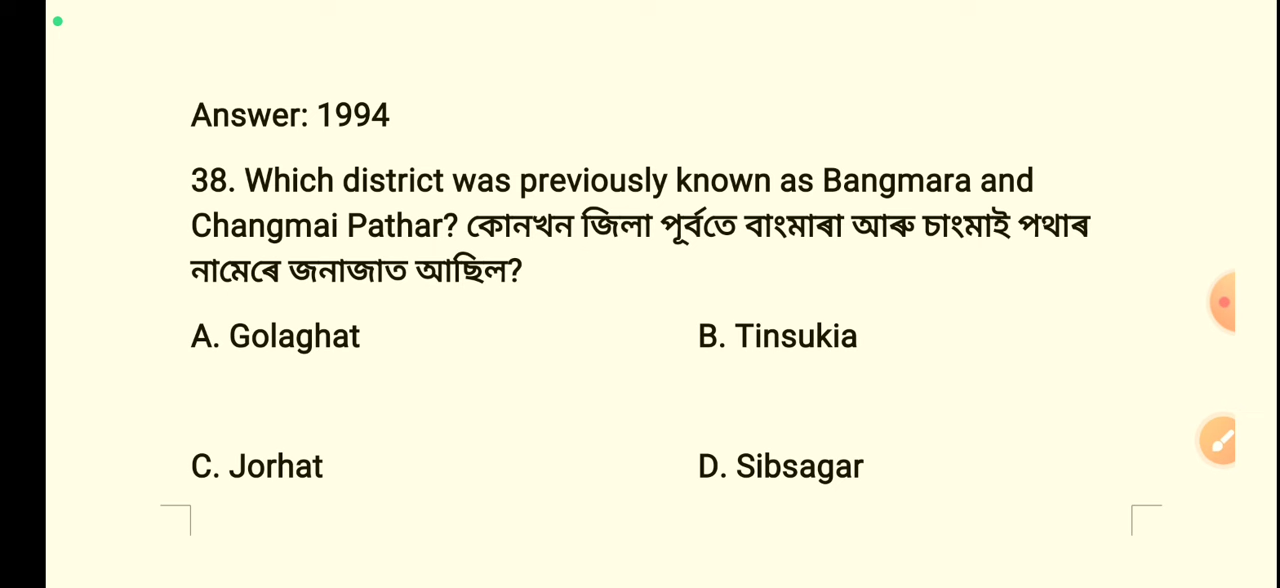 Answer: 1994
38. Which district was previously known as Bangmara and
Changmai Pathar? কোনখন জিলা পূৰ্বতে বাংমাৰা আৰু চাংমাই পথাৰ
নামেৰে জনাজাত আছিল?
A. Golaghat B. Tinsukia
C. Jorhat D. Sibsagar